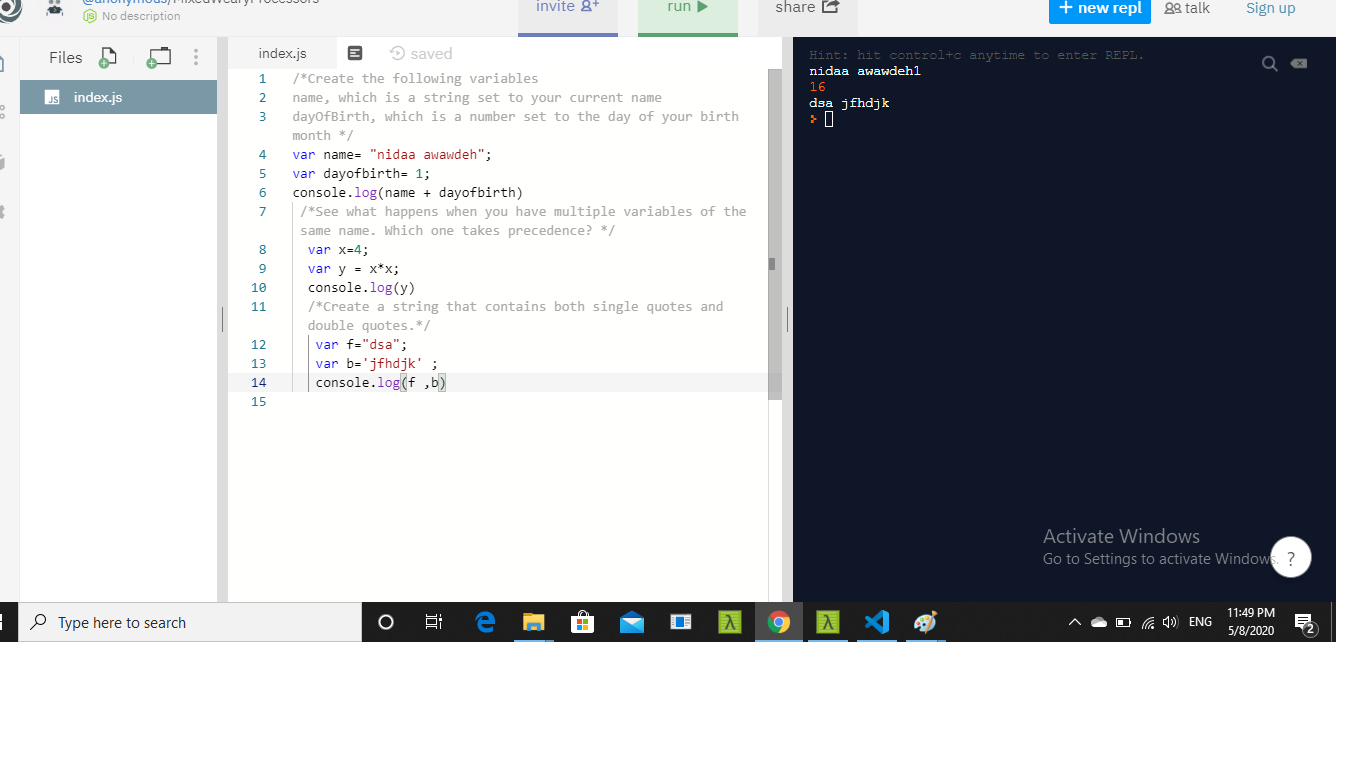 @anonymous/MixedWearyProcessors
No description
invite
run
share
+ new repl
talk
Sign up
Files
index.js
index.js
saved
1 /*Create the following variables
2 name, which is a string set to your current name
3 dayOfBirth, which is a number set to the day of your birth
month */
4 var name= "nidaa awawdeh";
5 var dayofbirth= 1;
6 console.log(name + dayofbirth)
7 /*See what happens when you have multiple variables of the
same name. Which one takes precedence? */
8 var x=4;
9 var y = x*x;
10 console.log(y)
11 /*Create a string that contains both single quotes and
double quotes.*/
12 var f="dsa";
13 var b='jfhdjk' ;
14 console.log(f ,b)
15
Hint: hit control+c anytime to enter REPL.
nidaa awawdeh1
16
dsa jfhdjk
Activate Windows
Go to Settings to activate Windows.
?
Type here to search
ENG
11:49 PM
5/8/2020
2